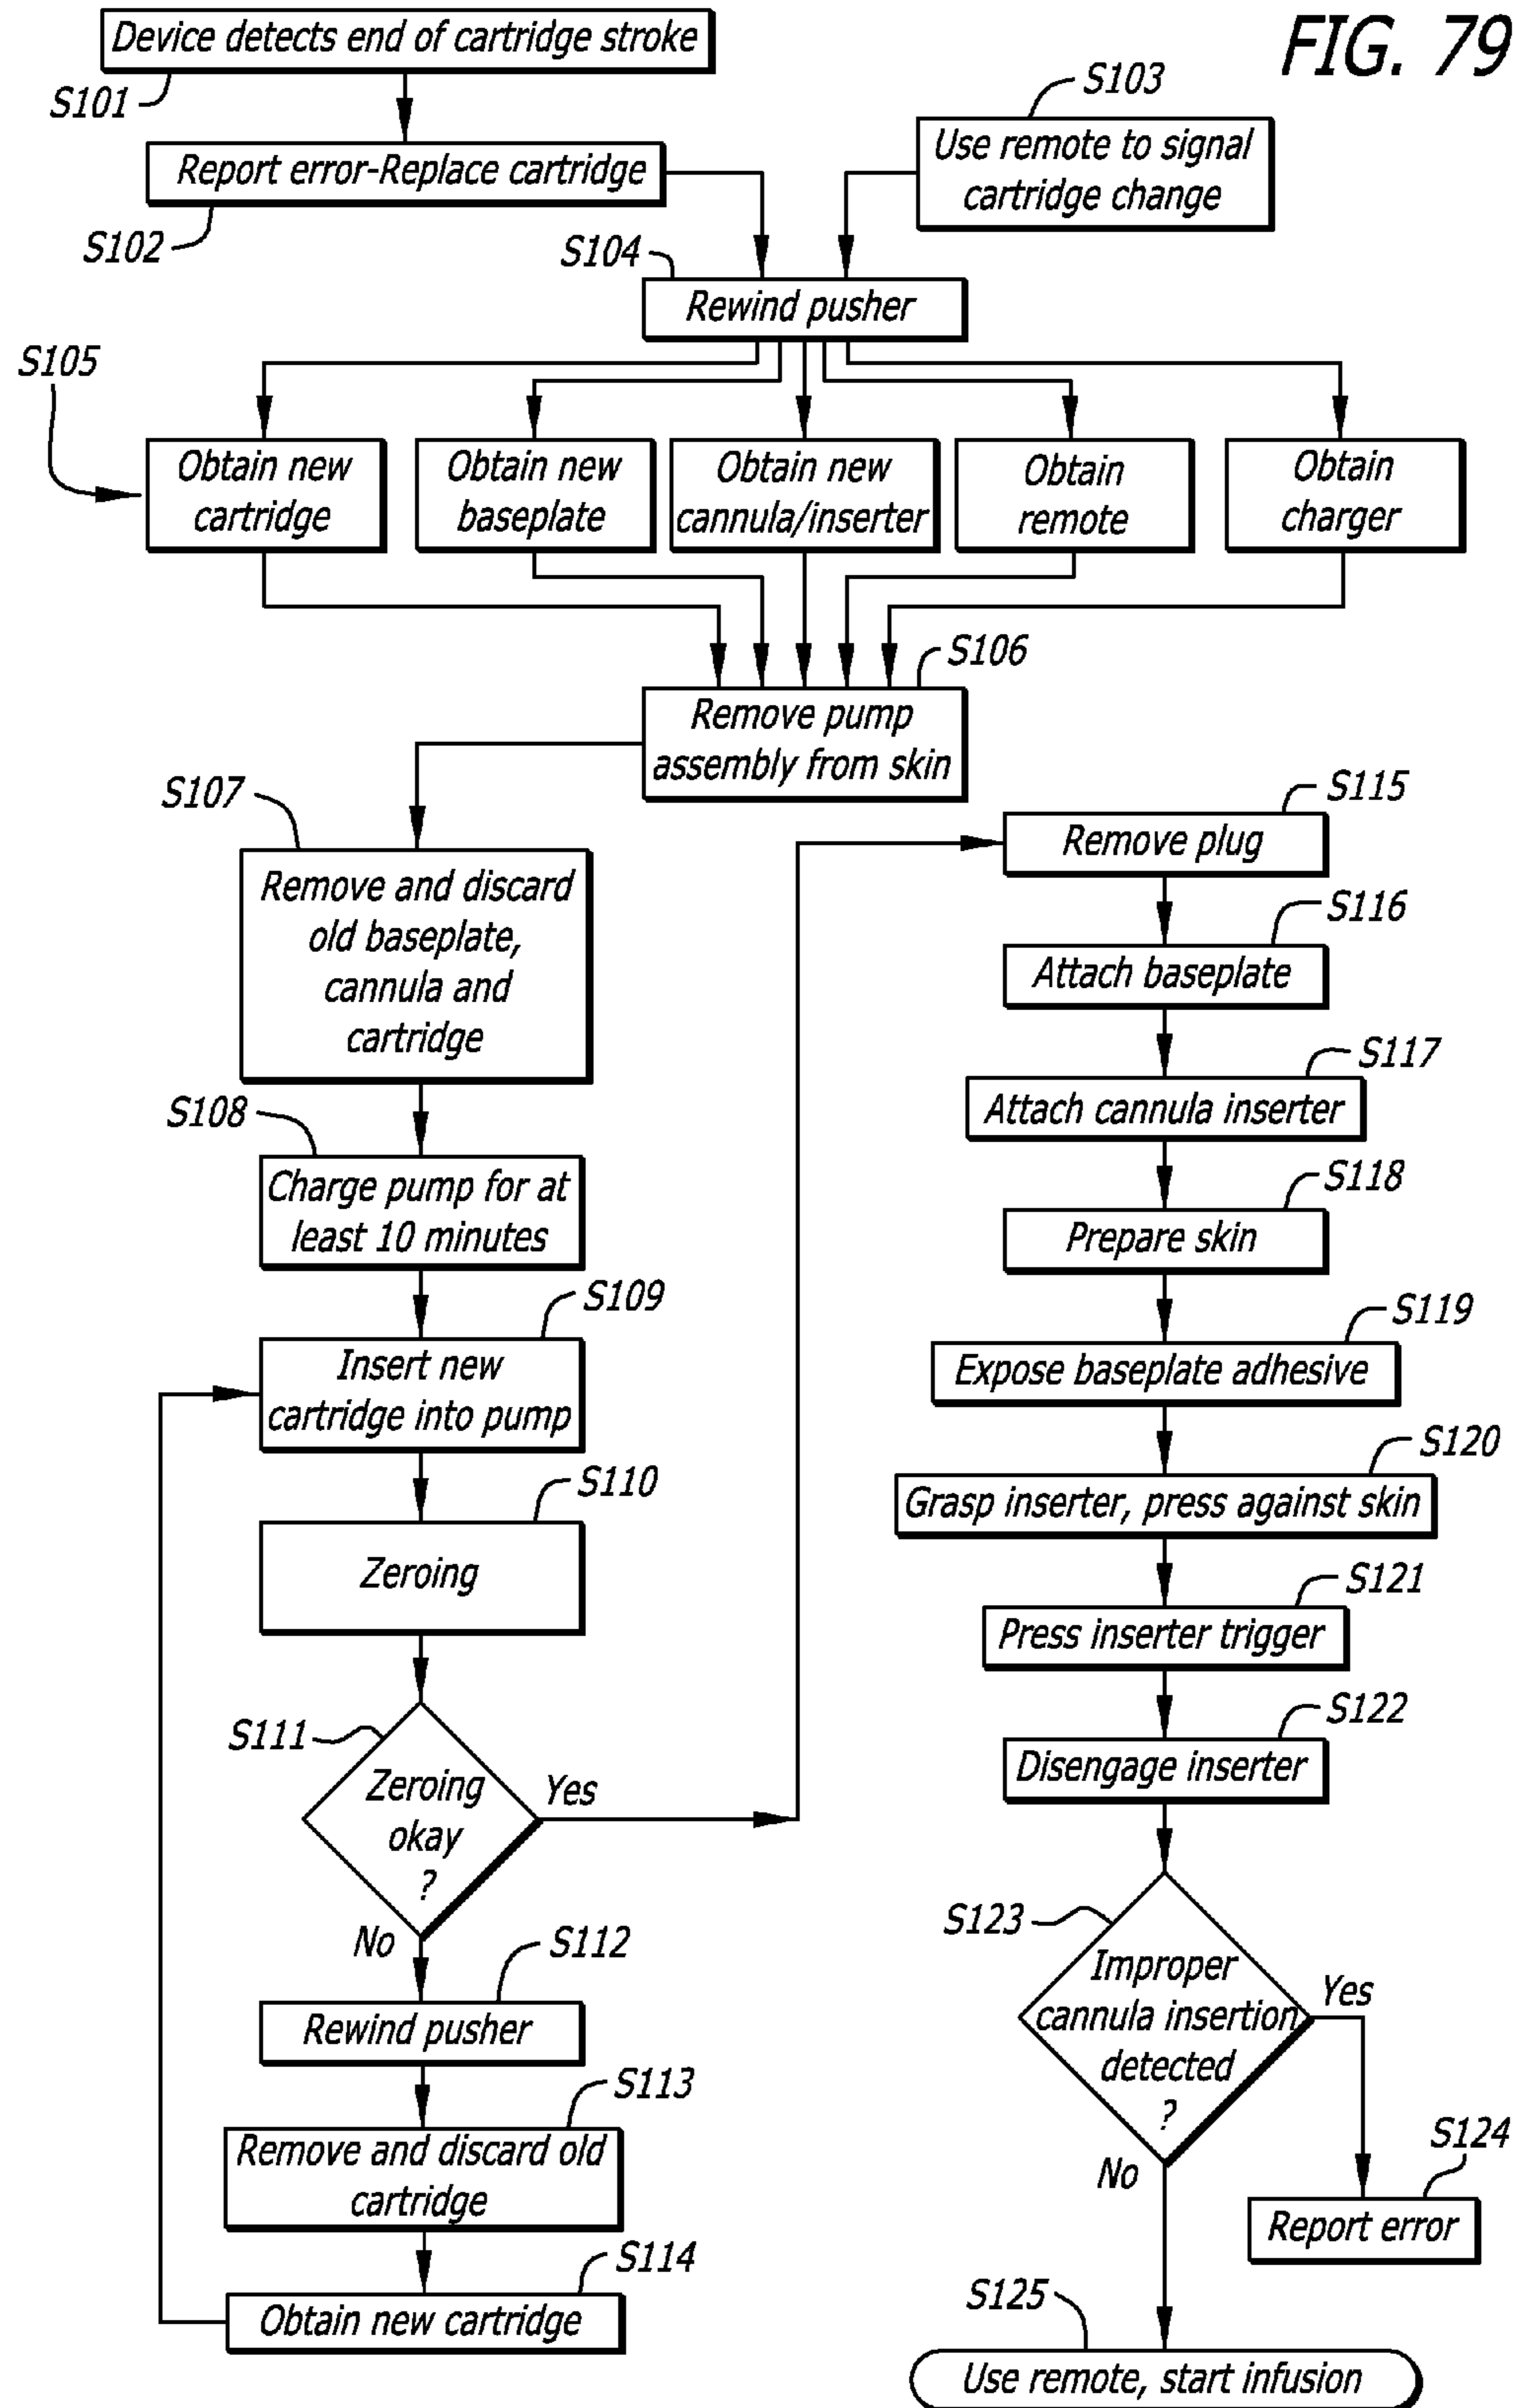 FIG. 79
Device detects end of cartridge stroke
S101
Report error-Replace cartridge
S102
S103
Use remote to signal
cartridge change
S104
Rewind pusher
S105
Obtain new
cartridge
Obtain new
baseplate
Obtain new
cannula/inserter
Obtain
remote
Obtain
charger
S106
Remove pump
assembly from skin
S107
Remove and discard
old baseplate,
cannula and
cartridge
S108
Charge pump for at
least 10 minutes
S109
Insert new
cartridge into pump
S110
Zeroing
S111
Zeroing
okay
?
Yes
No
S112
Rewind pusher
S113
Remove and discard old
cartridge
S114
Obtain new cartridge
S115
Remove plug
S116
Attach baseplate
S117
Attach cannula inserter
S118
Prepare skin
S119
Expose baseplate adhesive
S120
Grasp inserter, press against skin
S121
Press inserter trigger
S122
Disengage inserter
S123
Improper
cannula insertion
detected
?
Yes
No
S124
Report error
S125
Use remote, start infusion